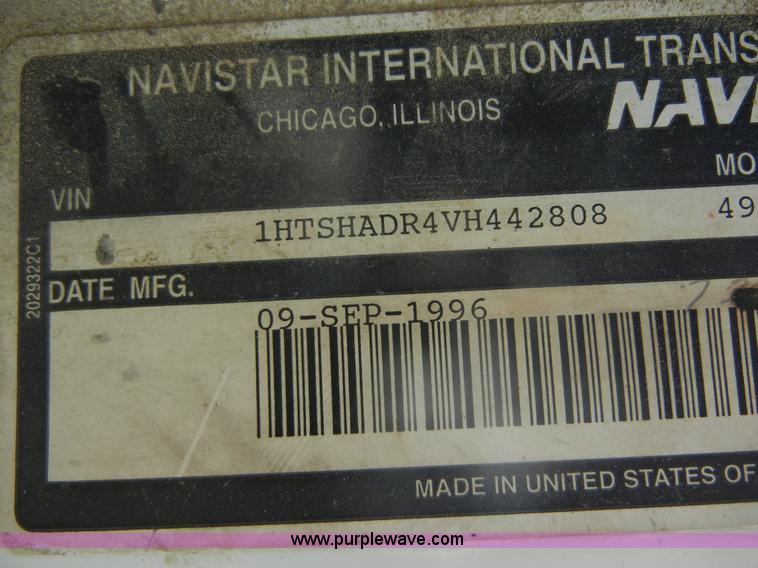 NAVISTAR INTERNATIONAL TRANS
CHICAGO, ILLINOIS
NAVI
MO
VIN
1HTSHADR4VH442808
49
2029322C1
DATE MFG.
09-SEP-1996
MADE IN UNITED STATES OF
www.purplewave.com